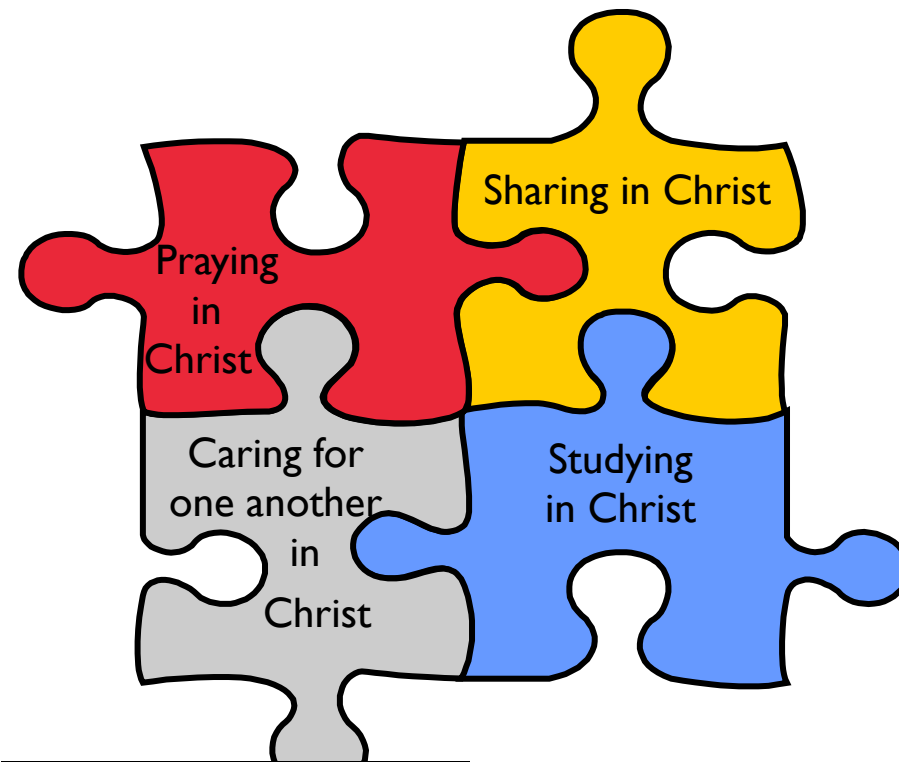 Sharing in Christ
Praying
in
Christ
Caring for
one another
in
Christ
Studying
in Christ